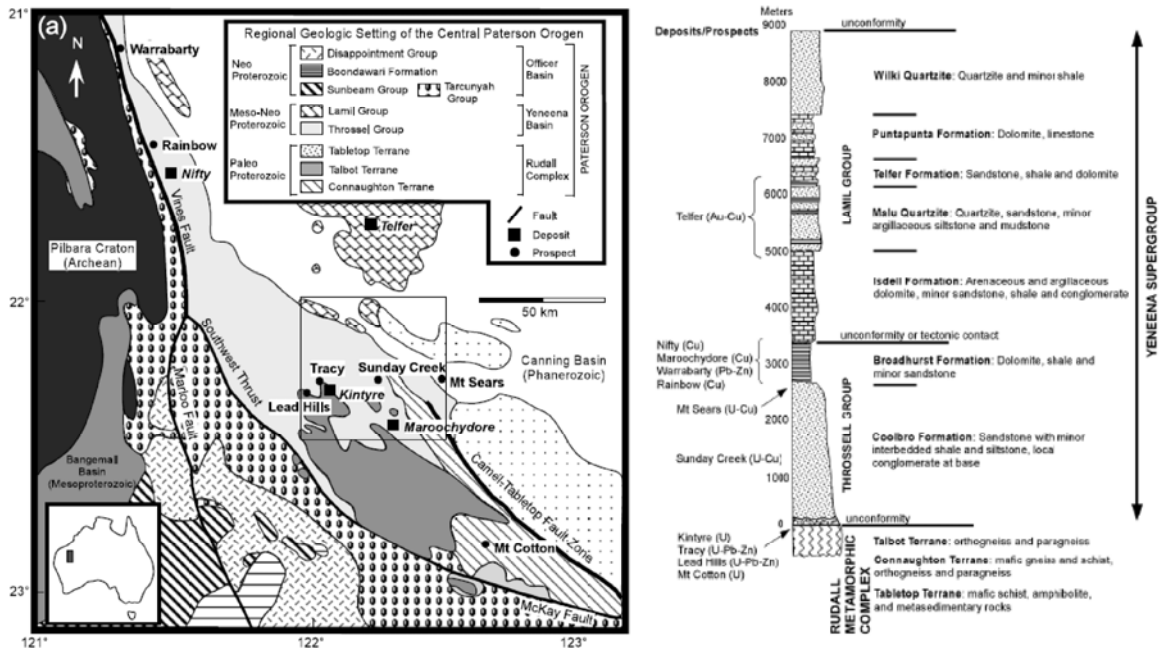 (a)
21°
22°
23°
121°
122°
123°
N
Regional Geologic Setting of the Central Paterson Orogen
Neo
Proterozoic
Disappointment Group
Boondawari Formation
Sunbeam Group
Tarcunyah
Group
Officer
Basin
Meso-Neo
Proterozoic
Lamil Group
Throssel Group
Yeneena
Basin
Paleo
Proterozoic
Tabletop Terrane
Talbot Terrane
Connaughton Terrane
Rudall
Complex
PATERSON OROGEN
Fault
Deposit
Prospect
Warrabarty
Rainbow
Nifty
Vines Fault
Telfer
Pilbara Craton
(Archean)
50 km
Canning Basin
(Phanerozoic)
Southwest Thrust
Marloo Fault
Tracy
Sunday Creek
Mt Sears
Kintyre
Lead Hills
Maroochydore
Bangemall
Basin
(Mesoproterozoic)
Camel-Tabletop Fault Zone
Mt Cotton
McKay Fault
Meters
9000
8000
7000
6000
5000
4000
3000
2000
1000
0
Deposits/Prospects
unconformity
Wilki Quartzite: Quartzite and minor shale
Puntapunta Formation: Dolomite, limestone
Telfer Formation: Sandstone, shale and dolomite
Telfer (Au-Cu)
Malu Quartzite: Quartzite, sandstone, minor
argillaceous siltstone and mudstone
Isdell Formation: Arenaceous and argillaceous
dolomite, minor sandstone, shale and conglomerate
LAMIL GROUP
unconformity or tectonic contact
Nifty (Cu)
Maroochydore (Cu)
Warrabarty (Pb-Zn)
Rainbow (Cu)
Broadhurst Formation: Dolomite, shale and
minor sandstone
Mt Sears (U-Cu)
Sunday Creek (U-Cu)
Coolbro Formation: Sandstone with minor
interbedded shale and siltstone, loca
conglomerate at base
THROSSELL GROUP
unconformity
YENEENA SUPERGROUP
Kintyre (U)
Tracy (U-Pb-Zn)
Lead Hills (U-Pb-Zn)
Mt Cotton (U)
Talbot Terrane: orthogneiss and paragneiss
Connaughton Terrane: mafic gneiss and schist,
orthogneiss and paragneiss
Tabletop Terrane: mafic schist, amphibolite,
and metasedimentary rocks
RUDALL
METAMORPHIC
COMPLEX